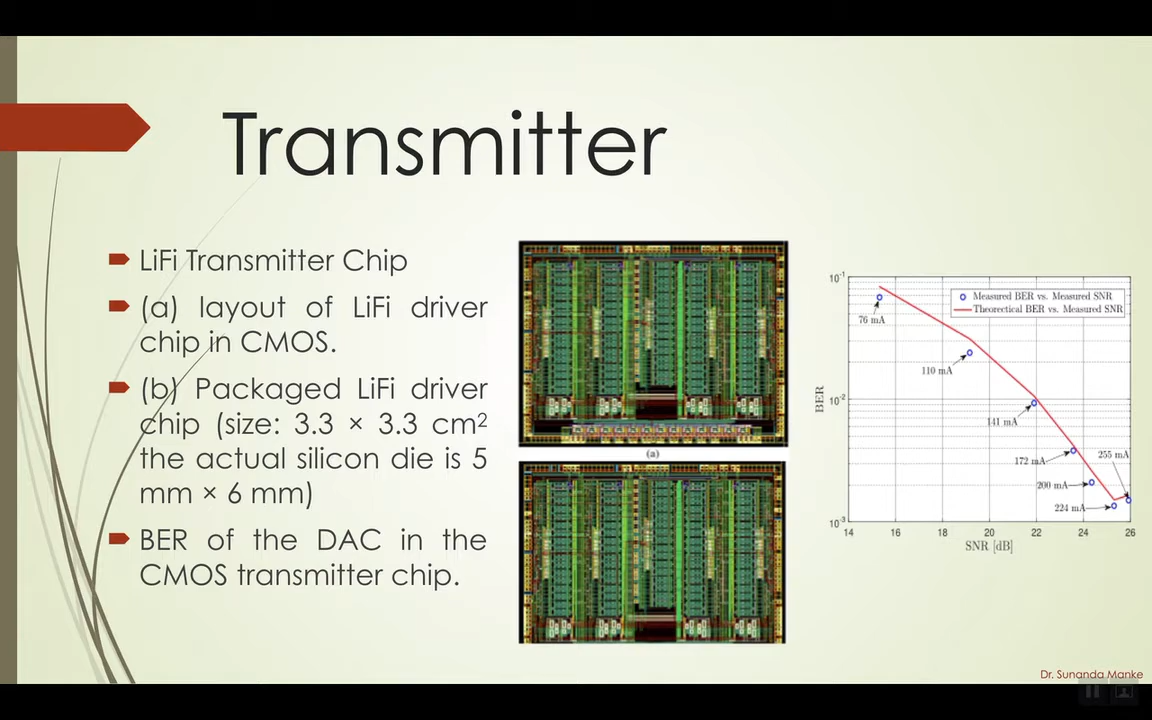 Transmitter
LiFi Transmitter Chip
(a) layout of LiFi driver
chip in CMOS.
(b) Packaged LiFi driver
chip (size: 3.3 × 3.3 cm²
the actual silicon die is 5
mm × 6 mm)
BER of the DAC in the
CMOS transmitter chip.
(a)
10⁻¹
10⁻²
10⁻³
BER
Measured BER vs. Measured SNR
Theorectical BER vs. Measured SNR
76 mA
110 mA
141 mA
172 mA
255 mA
200 mA
224 mA
14 16 18 20 22 24 26
SNR [dB]
Dr. Sunanda Manke